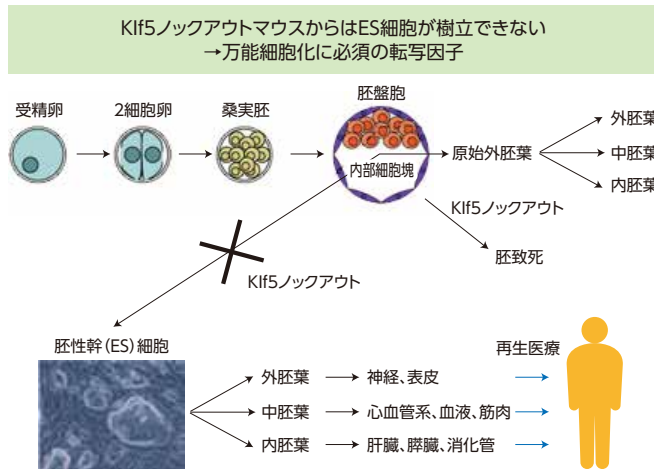 Klf5ノックアウトマウスからはES細胞が樹立できない
→万能細胞化に必須の転写因子
受精卵
2細胞卵
桑実胚
胚盤胞
内部細胞塊
原始外胚葉
外胚葉
中胚葉
内胚葉
Klf5ノックアウト
胚致死
Klf5ノックアウト
胚性幹(ES)細胞
再生医療
外胚葉 神経、表皮
中胚葉 心血管系、血液、筋肉
内胚葉 肝臓、膵臓、消化管